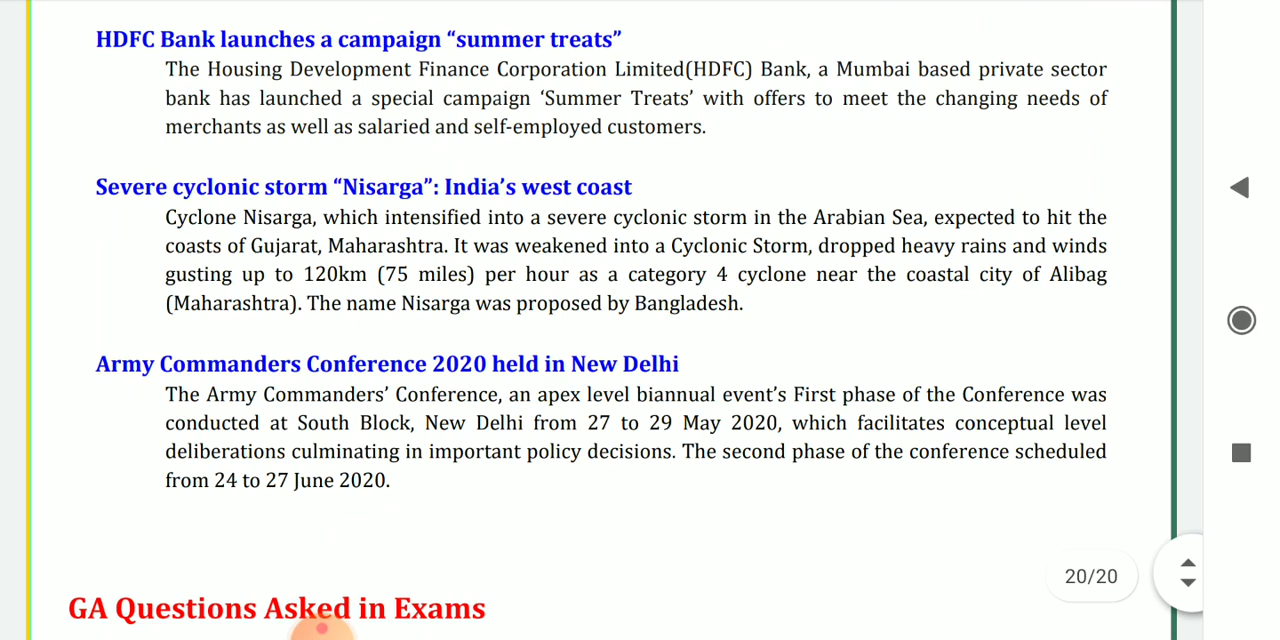 HDFC Bank launches a campaign “summer treats”
The Housing Development Finance Corporation Limited(HDFC) Bank, a Mumbai based private sector
bank has launched a special campaign ‘Summer Treats’ with offers to meet the changing needs of
merchants as well as salaried and self-employed customers.
Severe cyclonic storm “Nisarga”: India’s west coast
Cyclone Nisarga, which intensified into a severe cyclonic storm in the Arabian Sea, expected to hit the
coasts of Gujarat, Maharashtra. It was weakened into a Cyclonic Storm, dropped heavy rains and winds
gusting up to 120km (75 miles) per hour as a category 4 cyclone near the coastal city of Alibag
(Maharashtra). The name Nisarga was proposed by Bangladesh.
Army Commanders Conference 2020 held in New Delhi
The Army Commanders’ Conference, an apex level biannual event’s First phase of the Conference was
conducted at South Block, New Delhi from 27 to 29 May 2020, which facilitates conceptual level
deliberations culminating in important policy decisions. The second phase of the conference scheduled
from 24 to 27 June 2020.
20/20
GA Questions Asked in Exams